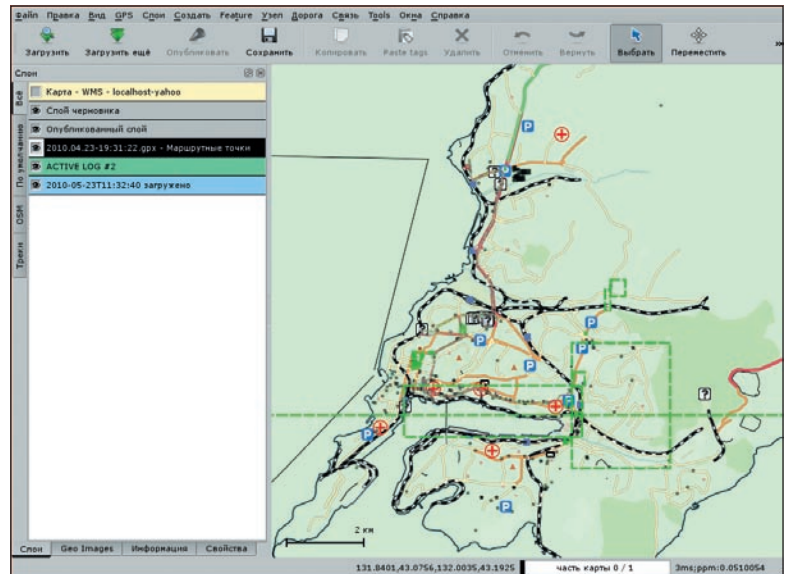 Файл Правка Вид GPS Слои Создать Feature Узел Дорога Связь Tools Окна Справка
Загрузить Загрузить ещё Опубликовать Сохранить Копировать Paste tags Удалить Отменить Вернуть Выбрать Переместить »
Слои
Всё
По умолчанию
OSM
Треки
Карта - WMS - localhost-yahoo
Слой черновика
Опубликованный слой
2010.04.23-19:31:22.gpx - Маршрутные точки
ACTIVE LOG #2
2010-05-23T11:32:40 загружено
P
P
P
P
P
P
P
P
?
?
?
?
?
?
2 км
Слои Geo Images Информация Свойства
131.8401,43.0756,132.0035,43.1925 часть карты 0 / 1 3ms;ppm:0.0510054